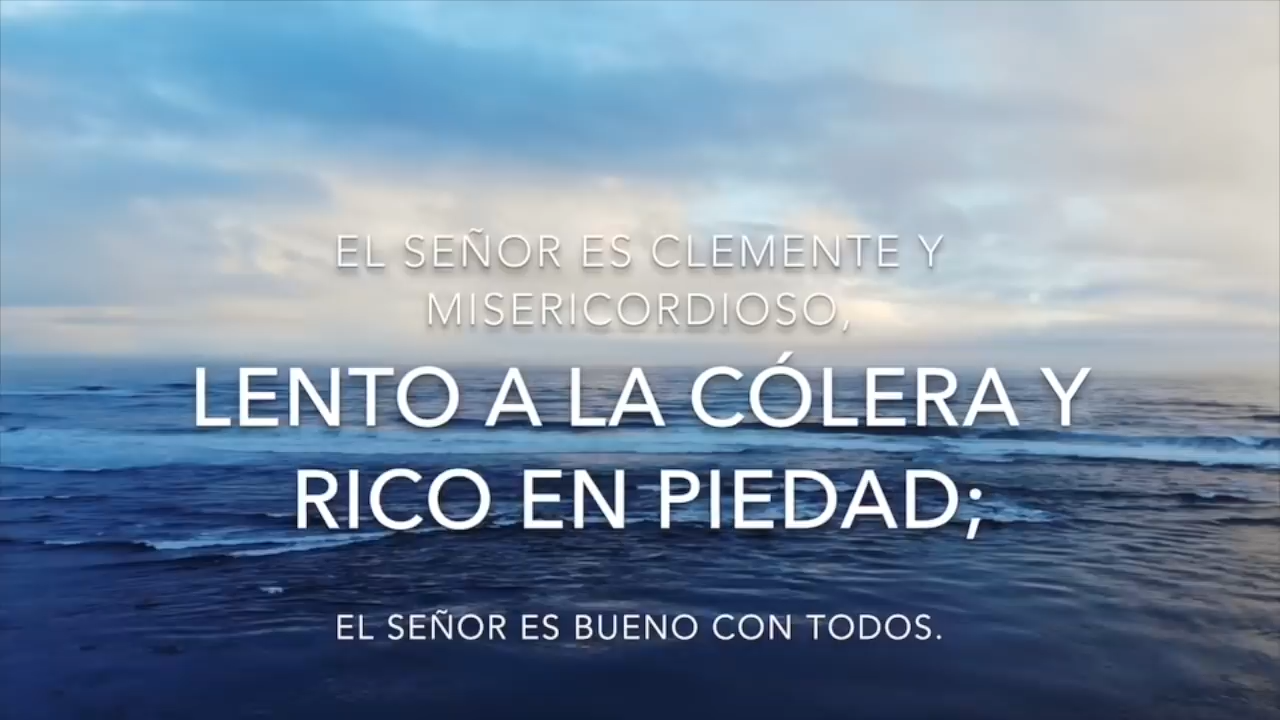 EL SEÑOR ES CLEMENTE Y
MISERICORDIOSO,
LENTO A LA CÓLERA Y
RICO EN PIEDAD;
EL SEÑOR ES BUENO CON TODOS.